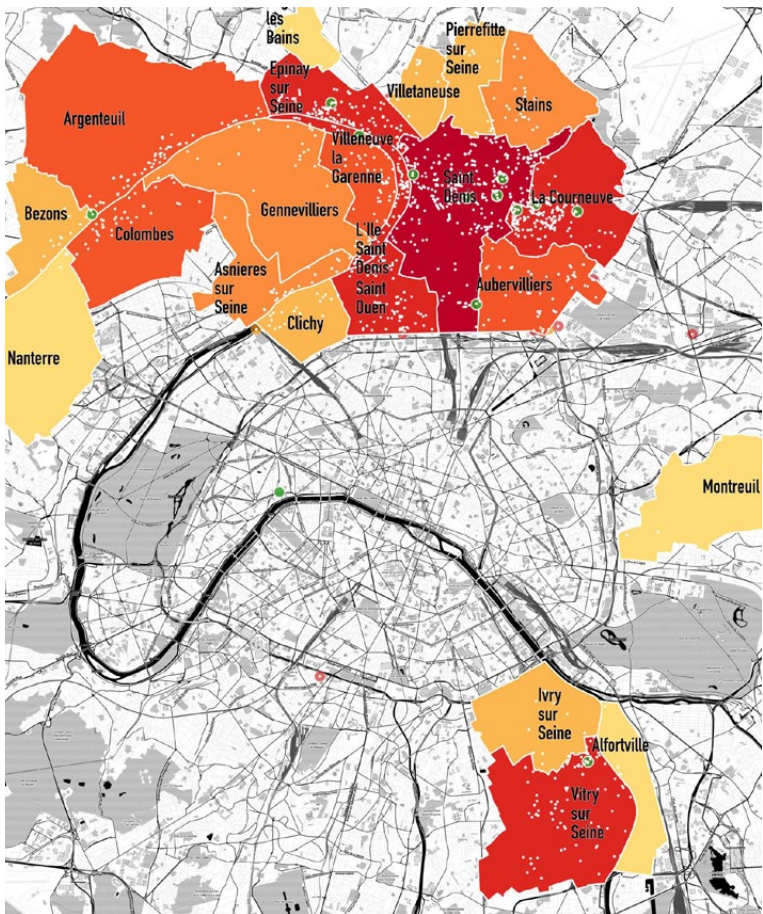 les
Bains
Pierrefitte
sur
Seine
Epinay
sur
Seine
Villetaneuse
Stains
Argenteuil
Villeneuve
la
Garenne
Saint
Denis
La Courneuve
Bezons
Colombes
Gennevilliers
L'Ile
Saint
Denis
Saint
Ouen
Asnieres
sur
Seine
Aubervilliers
Clichy
Nanterre
Montreuil
Ivry
sur
Seine
Alfortville
Vitry
sur
Seine